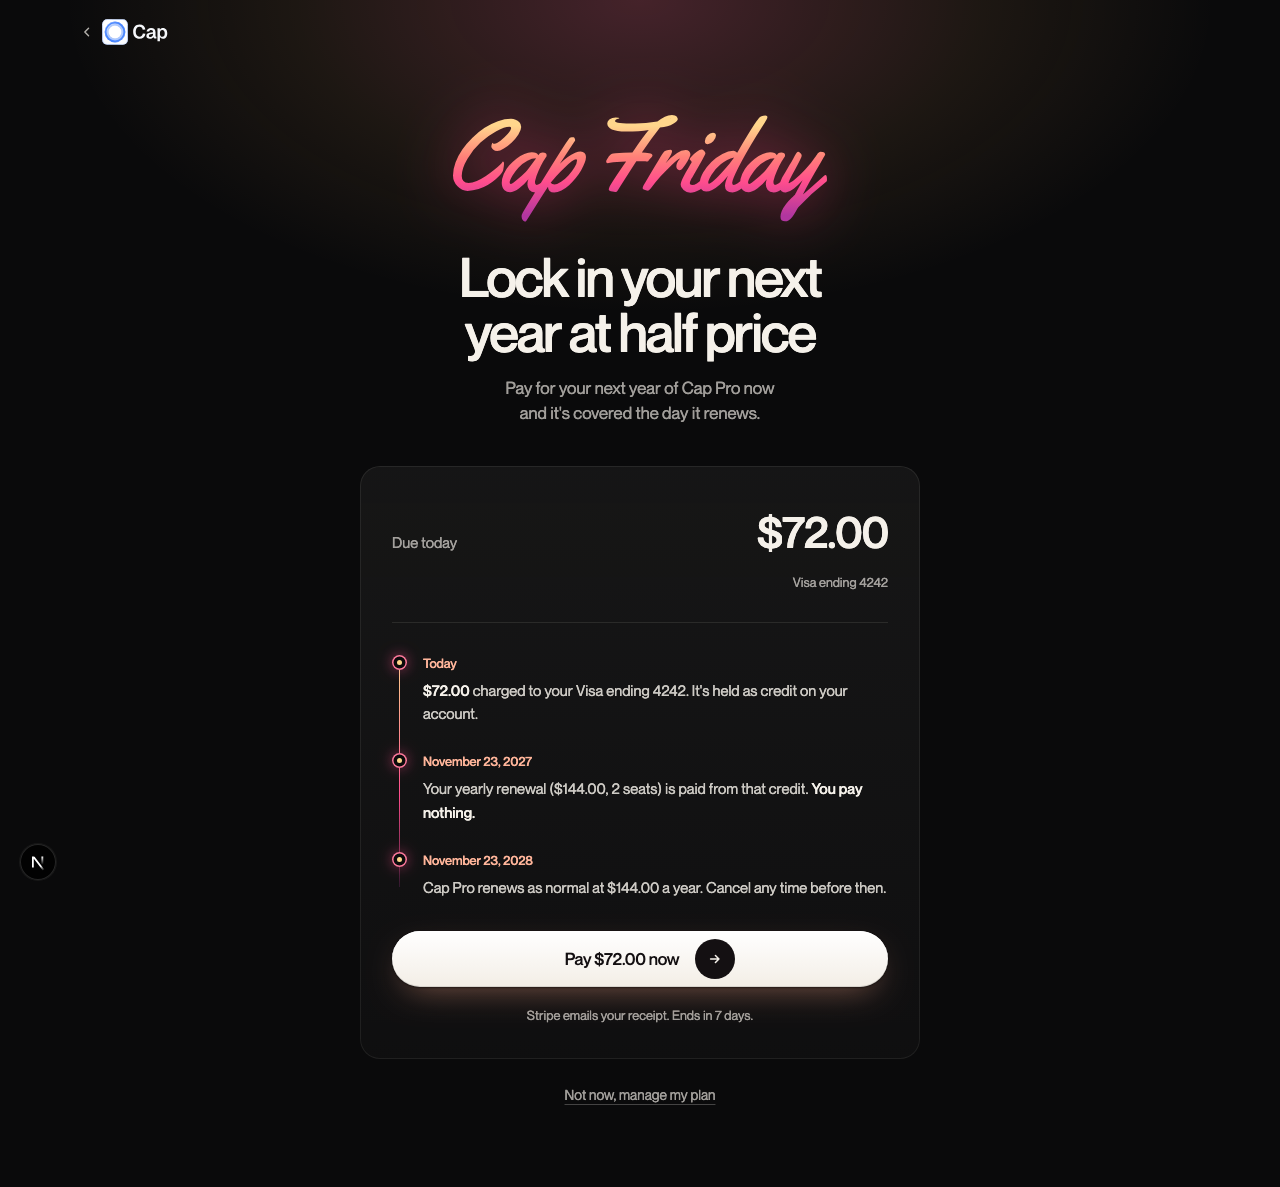 Cap
Cap Friday
Lock in your next
year at half price
Pay for your next year of Cap Pro now
and it's covered the day it renews.
Due today
$72.00
Visa ending 4242
Today
$72.00 charged to your Visa ending 4242. It's held as credit on your
account.
November 23, 2027
Your yearly renewal ($144.00, 2 seats) is paid from that credit. You pay
nothing.
November 23, 2028
Cap Pro renews as normal at $144.00 a year. Cancel any time before then.
Pay $72.00 now
Stripe emails your receipt. Ends in 7 days.
Not now, manage my plan
N